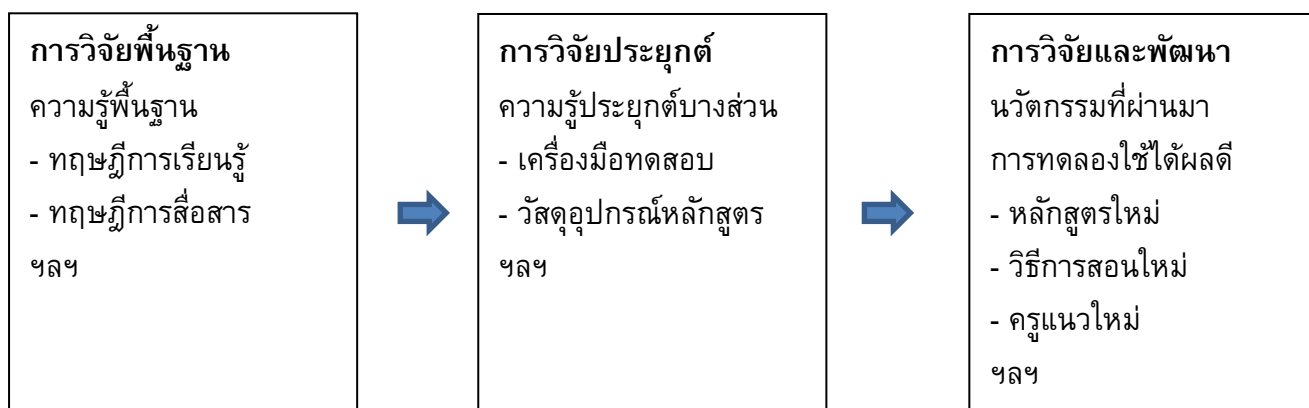 การวิจัยพื้นฐาน
ความรู้พื้นฐาน
- ทฤษฎีการเรียนรู้
- ทฤษฎีการสื่อสาร
ฯลฯ
การวิจัยประยุกต์
ความรู้ประยุกต์บางส่วน
- เครื่องมือทดสอบ
- วัสดุอุปกรณ์หลักสูตร
ฯลฯ
การวิจัยและพัฒนา
นวัตกรรมที่ผ่านมา
การทดลองใช้ได้ผลดี
- หลักสูตรใหม่
- วิธีการสอนใหม่
- ครูแนวใหม่
ฯลฯ